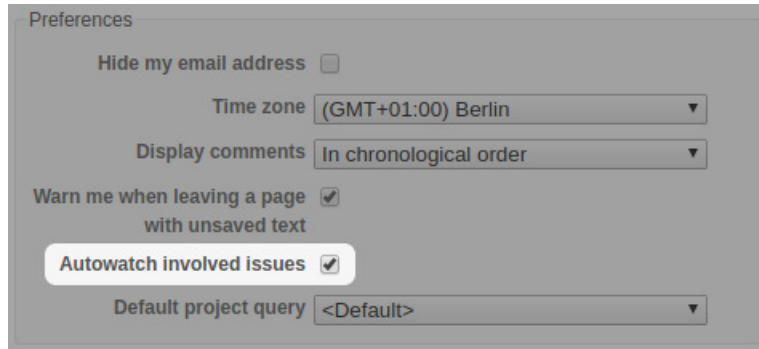 Preferences
Hide my email address
Time zone (GMT+01:00) Berlin
Display comments In chronological order
Warn me when leaving a page
with unsaved text
Autowatch involved issues
Default project query <Default>